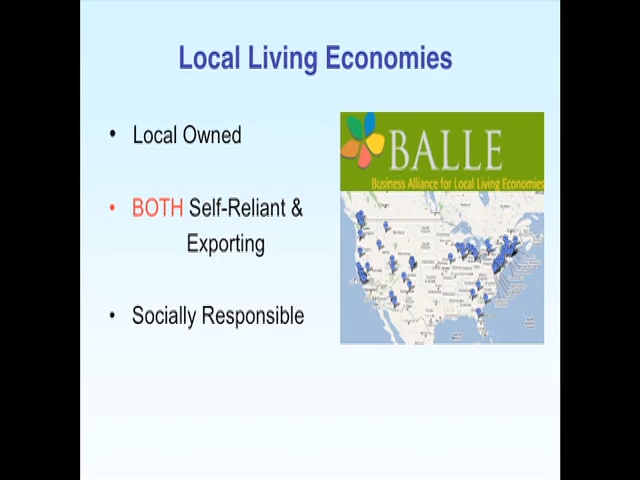 Local Living Economies
• Local Owned
• BOTH Self-Reliant &
Exporting
• Socially Responsible
BALLE
Business Alliance for Local Living Economies